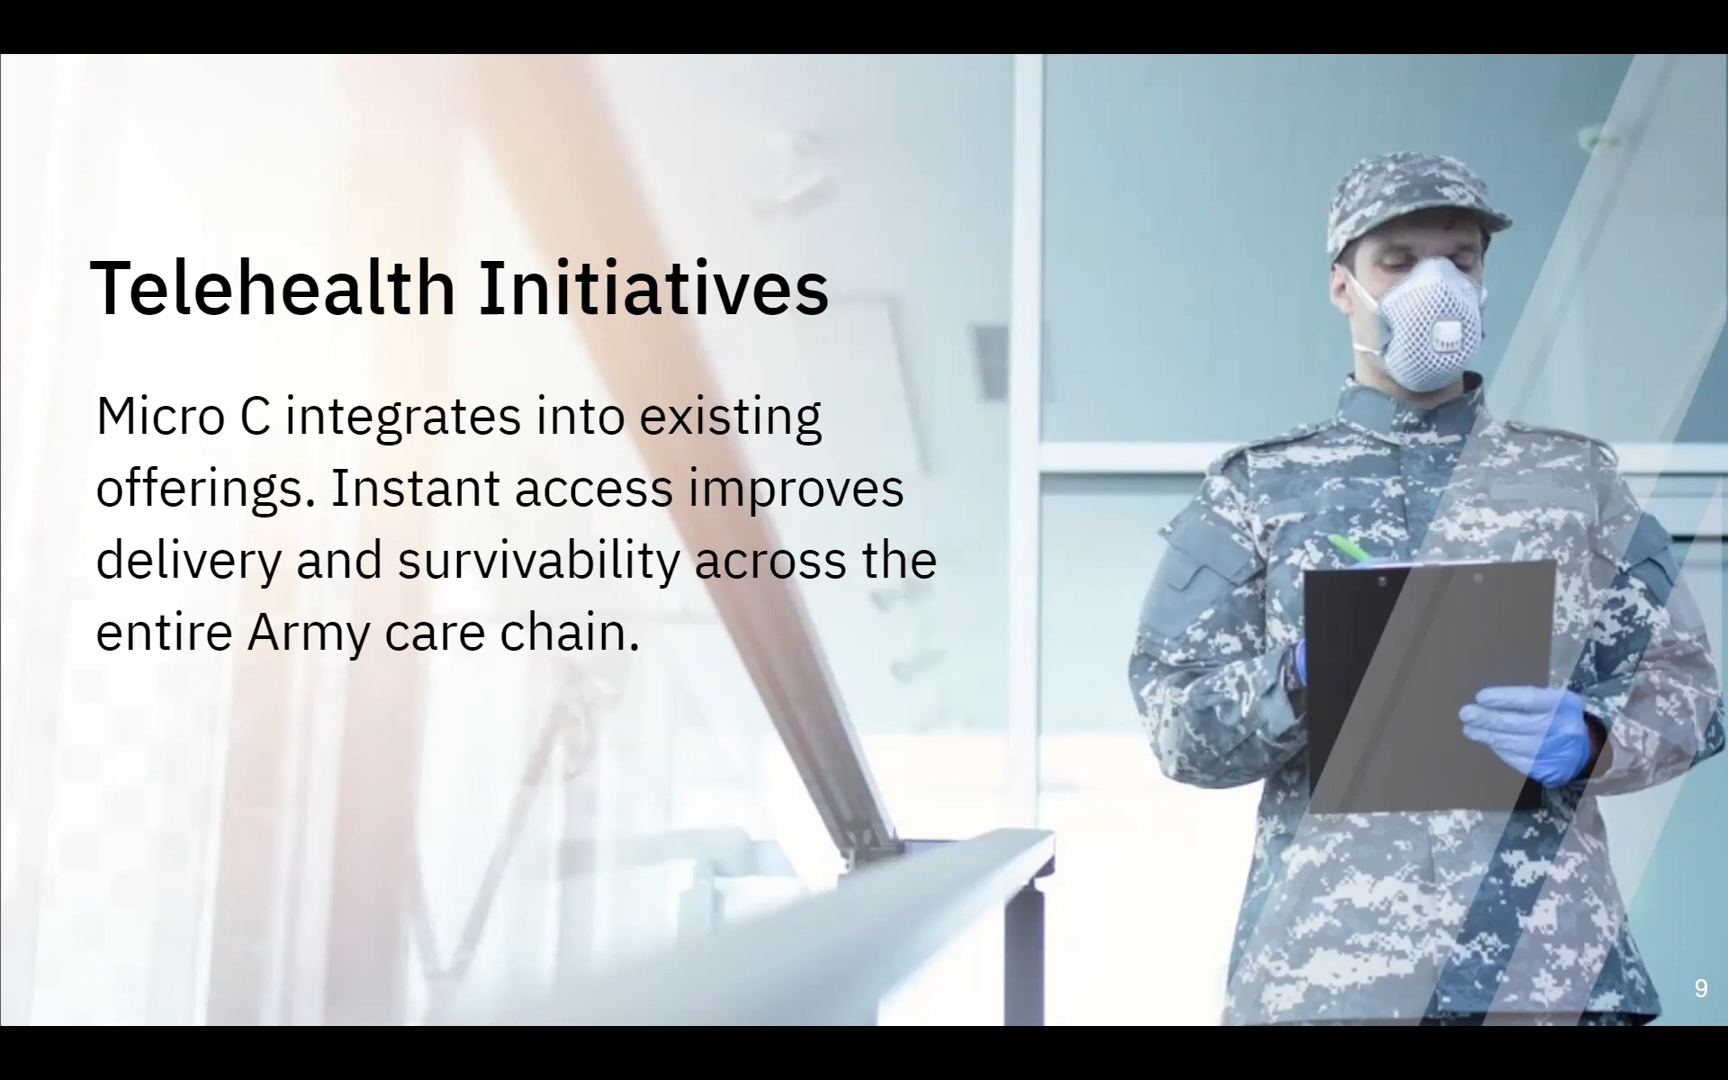 Telehealth Initiatives
Micro C integrates into existing
offerings. Instant access improves
delivery and survivability across the
entire Army care chain.
9